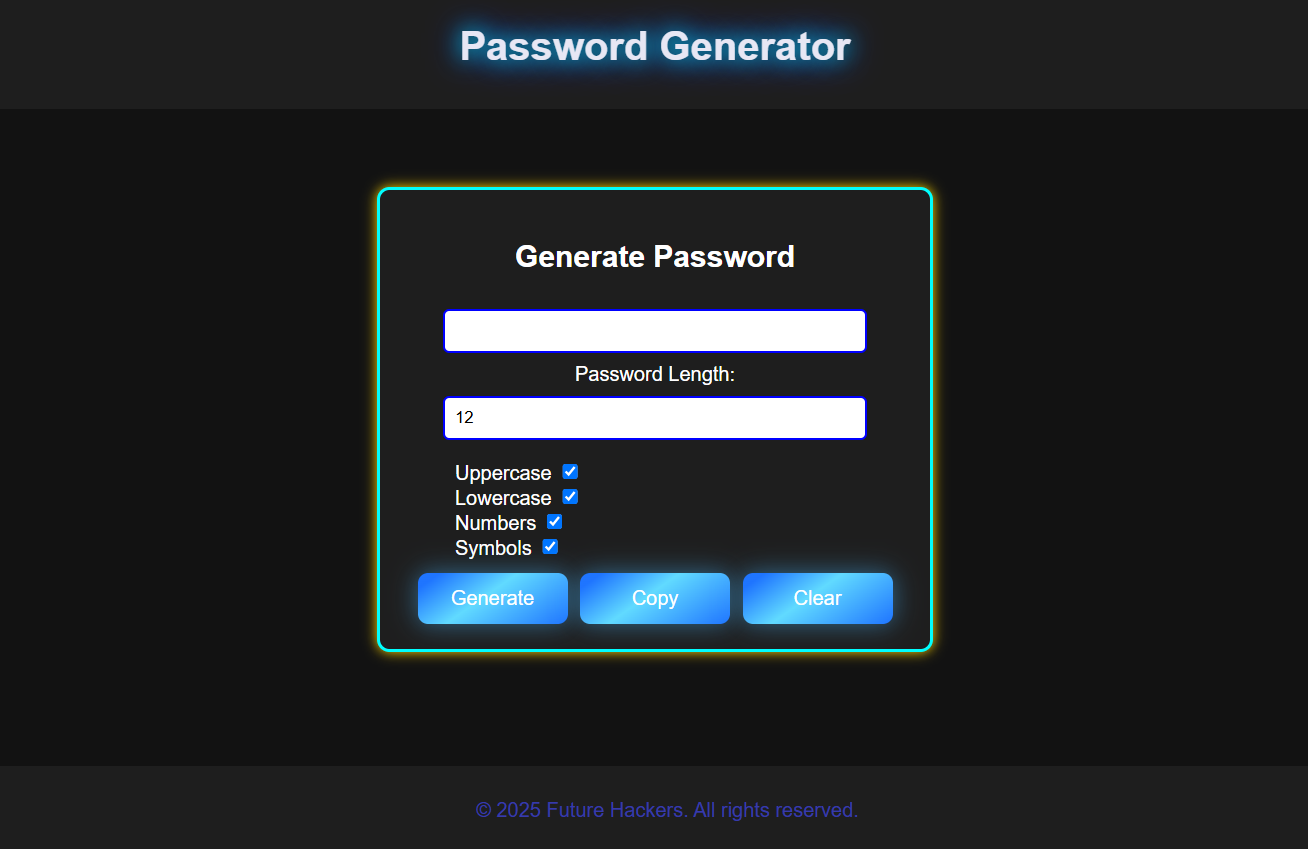 Password Generator
Generate Password
Password Length:
12
Uppercase
Lowercase
Numbers
Symbols
Generate Copy Clear
© 2025 Future Hackers. All rights reserved.